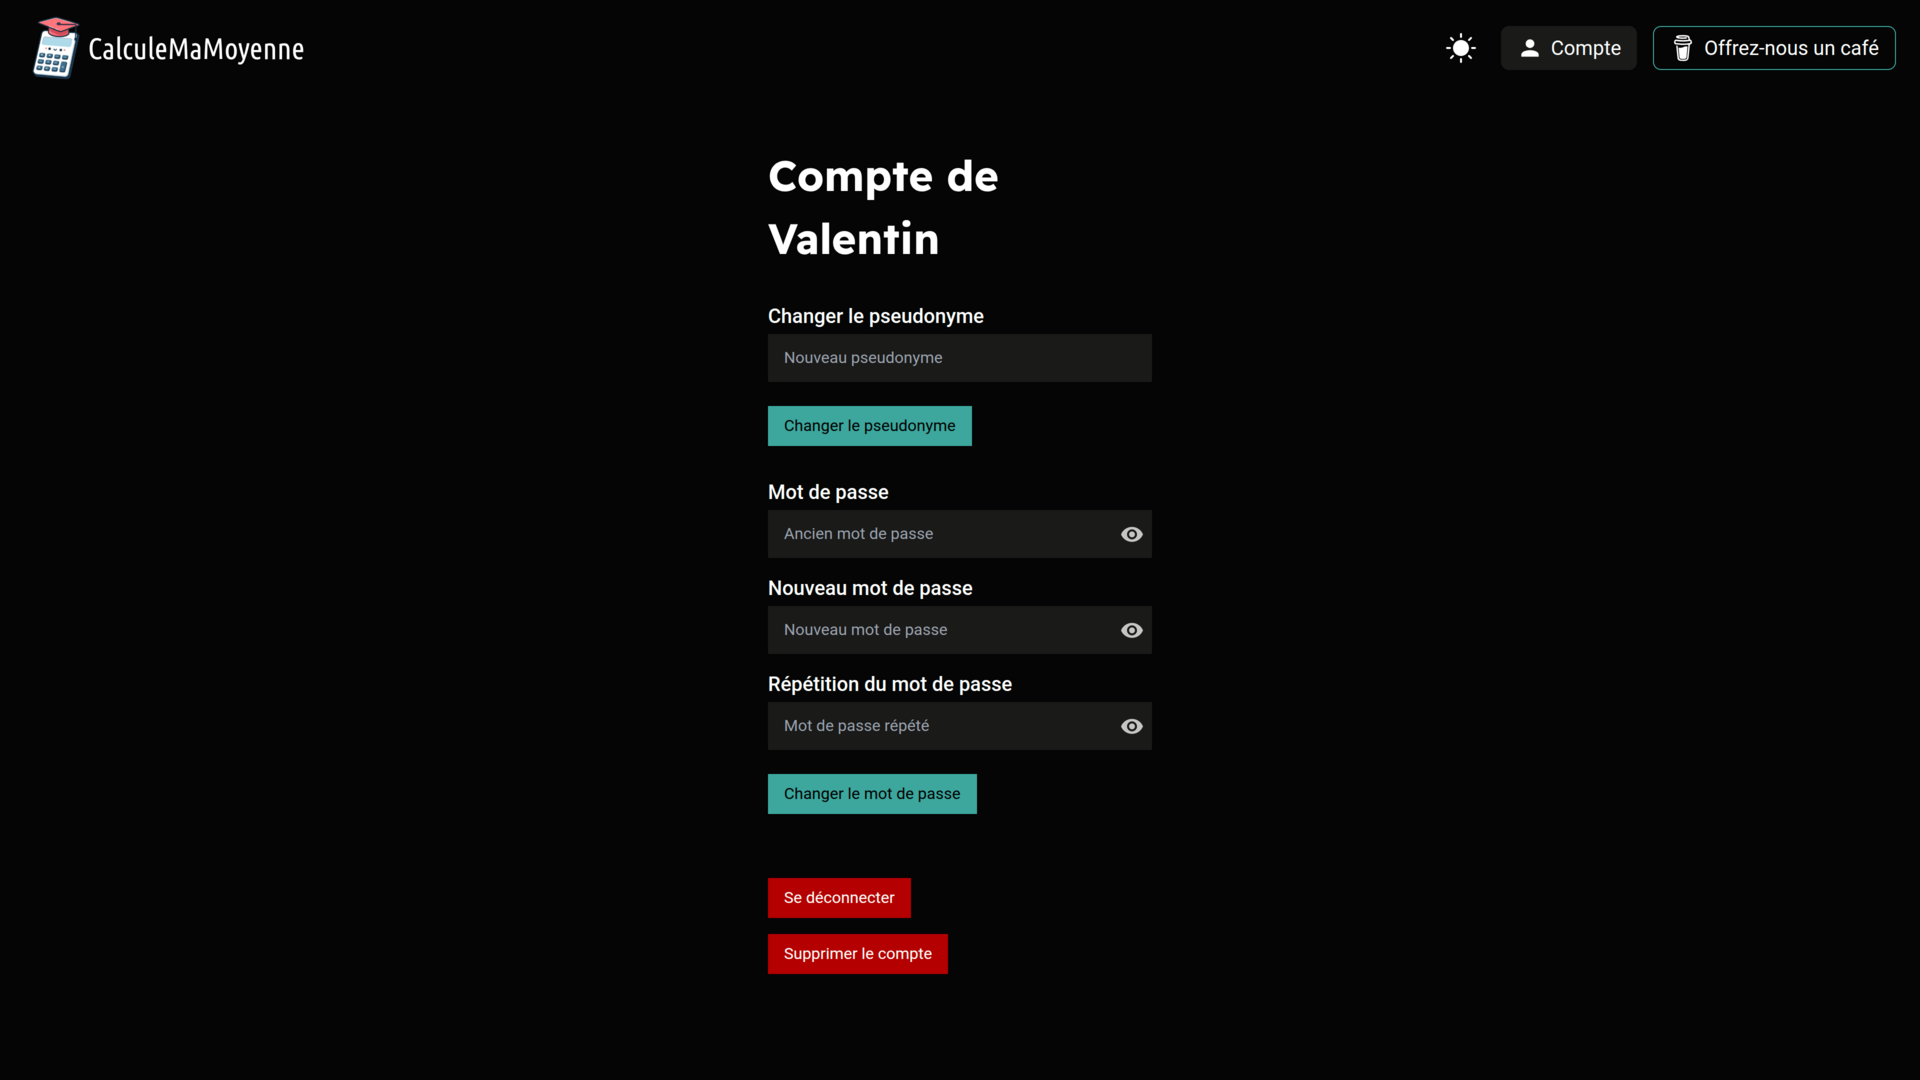 CalculeMaMoyenne
Compte
Offrez-nous un café
Compte de
Valentin
Changer le pseudonyme
Nouveau pseudonyme
Changer le pseudonyme
Mot de passe
Ancien mot de passe
Nouveau mot de passe
Nouveau mot de passe
Répétition du mot de passe
Mot de passe répété
Changer le mot de passe
Se déconnecter
Supprimer le compte